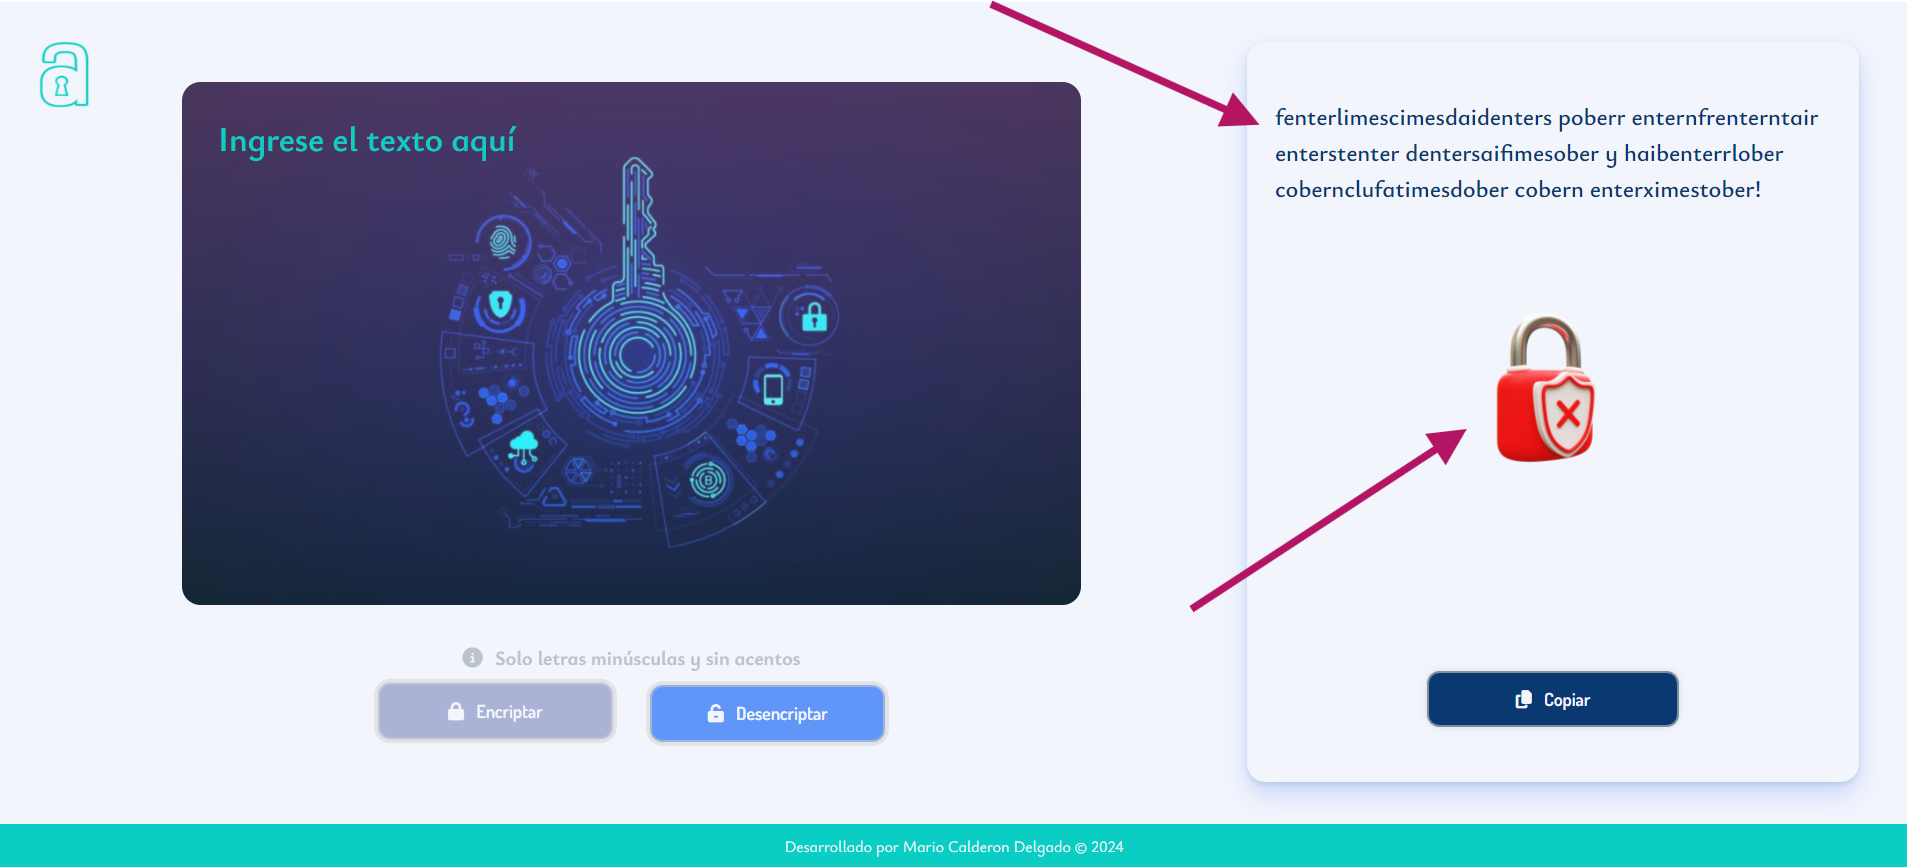 a
Ingrese el texto aquí
fenterlimescimesdaidenters poberr enternfrenterntair
enterstenter dentersaifimesober y haibenterrlober
cobernclufatimesdober cobern enterximestober!
Solo letras minúsculas y sin acentos
Encriptar
Desencriptar
Copiar
Desarrollado por Mario Calderon Delgado © 2024